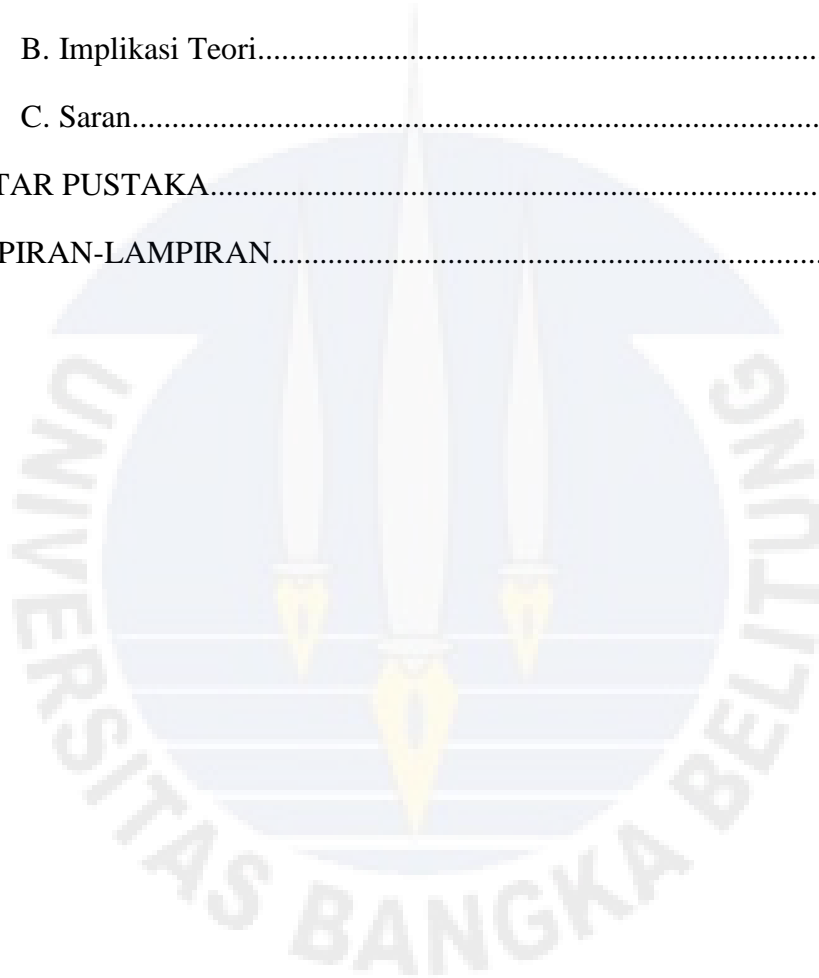 B. Implikasi Teori......................................................................
C. Saran......................................................................................
TAR PUSTAKA............................................................................
PIRAN-LAMPIRAN....................................................................
UNIVERSITAS BANGKA BELITUNG